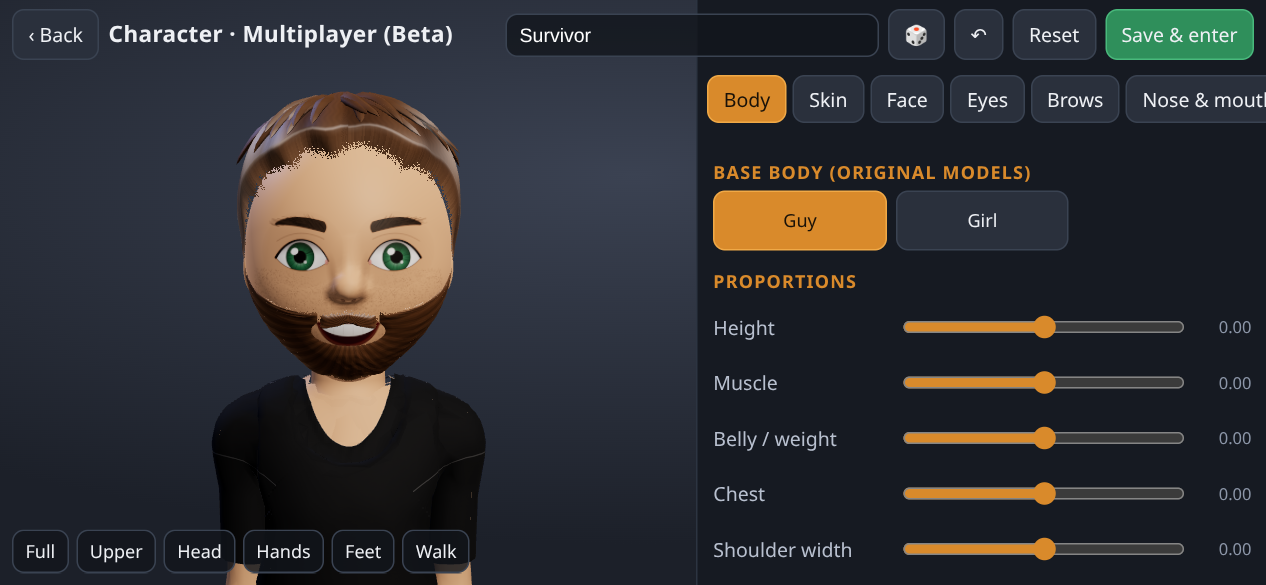 ‹ Back
Character · Multiplayer (Beta)
Survivor
↶
Reset
Save & enter
Body
Skin
Face
Eyes
Brows
Nose & mout
BASE BODY (ORIGINAL MODELS)
Guy
Girl
PROPORTIONS
Height
0.00
Muscle
0.00
Belly / weight
0.00
Chest
0.00
Shoulder width
0.00
Full
Upper
Head
Hands
Feet
Walk